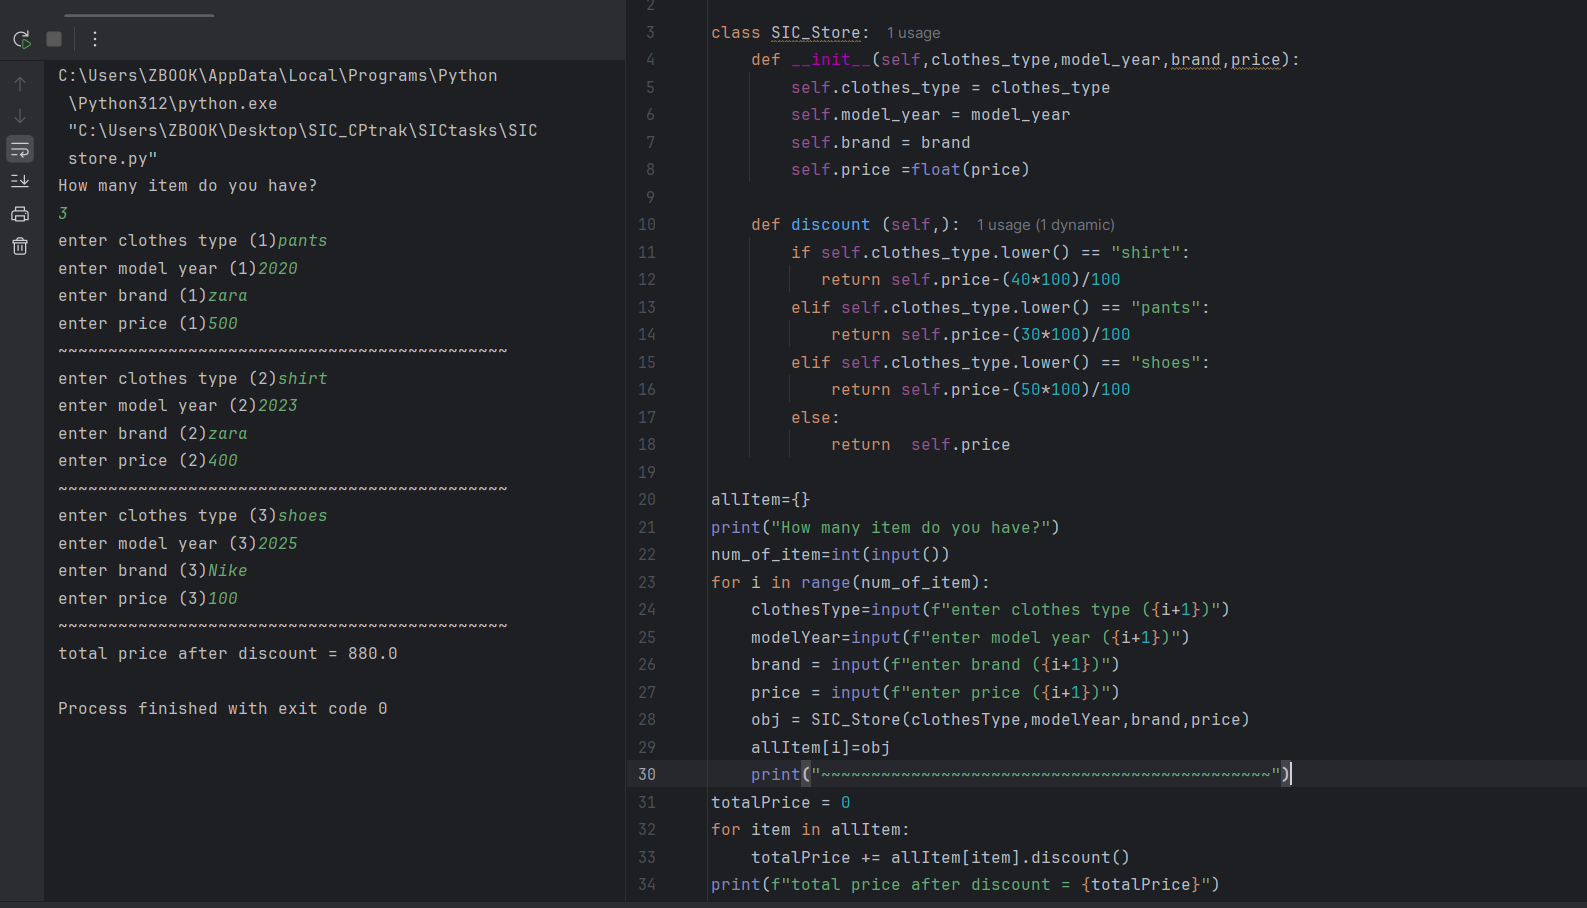 C:\Users\ZBOOK\AppData\Local\Programs\Python
\Python312\python.exe
"C:\Users\ZBOOK\Desktop\SIC_CPtrak\SICtasks\SIC
store.py"
How many item do you have?
3
enter clothes type (1)pants
enter model year (1)2020
enter brand (1)zara
enter price (1)500
~~~~~~~~~~~~~~~~~~~~~~~~~~~~~~~~~~~~~~~~~~~~~
enter clothes type (2)shirt
enter model year (2)2023
enter brand (2)zara
enter price (2)400
~~~~~~~~~~~~~~~~~~~~~~~~~~~~~~~~~~~~~~~~~~~~~
enter clothes type (3)shoes
enter model year (3)2025
enter brand (3)Nike
enter price (3)100
~~~~~~~~~~~~~~~~~~~~~~~~~~~~~~~~~~~~~~~~~~~~~
total price after discount = 880.0
Process finished with exit code 0
2
3 class SIC_Store: 1 usage
4 def __init__(self,clothes_type,model_year,brand,price):
5 self.clothes_type = clothes_type
6 self.model_year = model_year
7 self.brand = brand
8 self.price =float(price)
9
10 def discount (self,): 1 usage (1 dynamic)
11 if self.clothes_type.lower() == "shirt":
12 return self.price-(40*100)/100
13 elif self.clothes_type.lower() == "pants":
14 return self.price-(30*100)/100
15 elif self.clothes_type.lower() == "shoes":
16 return self.price-(50*100)/100
17 else:
18 return  self.price
19
20 allItem={}
21 print("How many item do you have?")
22 num_of_item=int(input())
23 for i in range(num_of_item):
24 clothesType=input(f"enter clothes type ({i+1})")
25 modelYear=input(f"enter model year ({i+1})")
26 brand = input(f"enter brand ({i+1})")
27 price = input(f"enter price ({i+1})")
28 obj = SIC_Store(clothesType,modelYear,brand,price)
29 allItem[i]=obj
30 print("~~~~~~~~~~~~~~~~~~~~~~~~~~~~~~~~~~~~~~~~~~~~~")
31 totalPrice = 0
32 for item in allItem:
33 totalPrice += allItem[item].discount()
34 print(f"total price after discount = {totalPrice}")